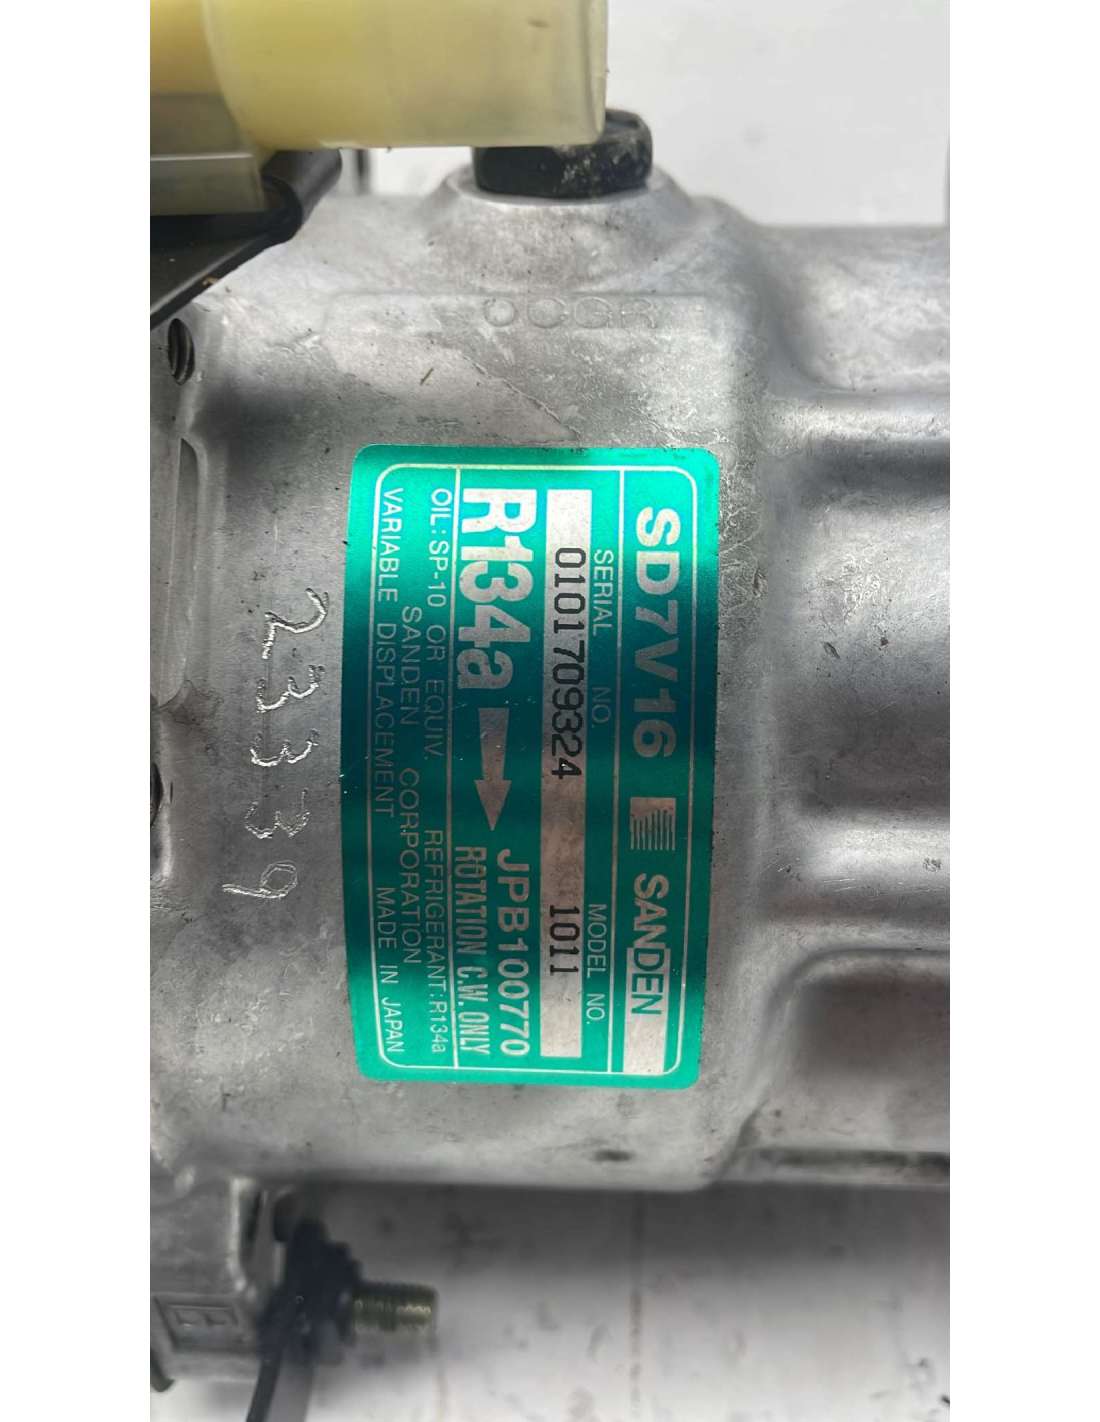 OCGR
SD7V16 SANDEN
SERIAL NO. MODEL NO.
0101709324 1011
R134a JPB100770
ROTATION C.W. ONLY
OIL: SP-10 OR EQUIV. REFRIGERANT: R134a
SANDEN CORPORATION
VARIABLE DISPLACEMENT MADE IN JAPAN
23339